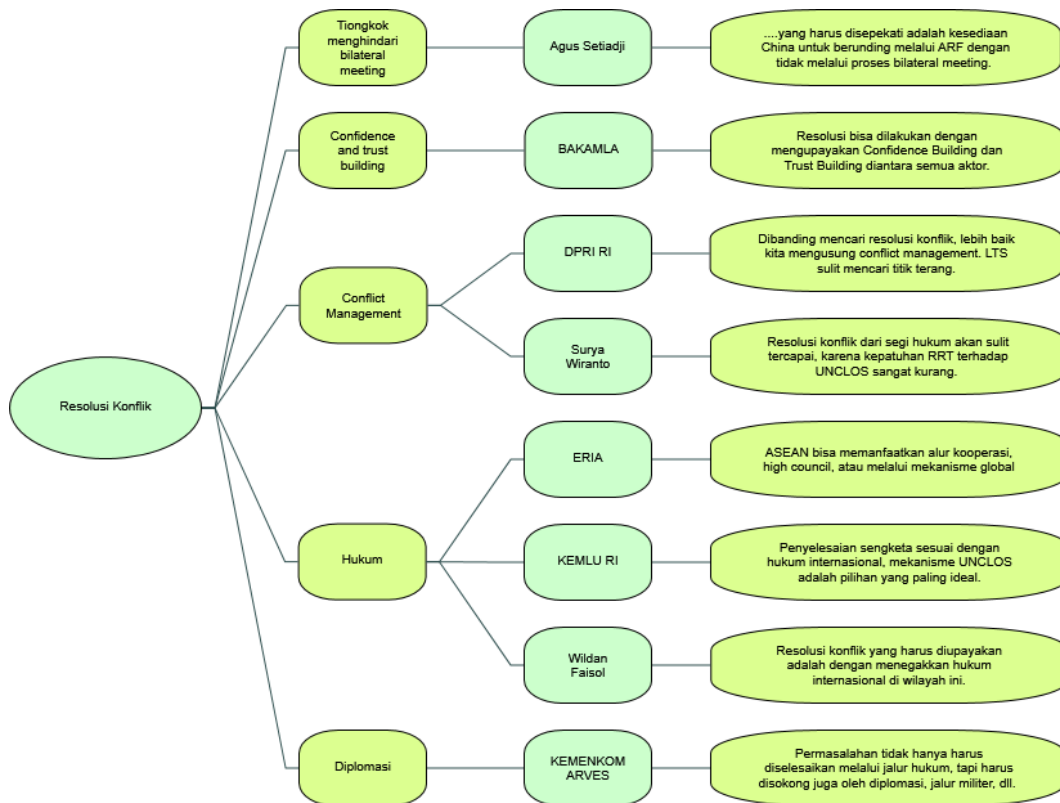 Tiongkok
menghindari
bilateral
meeting
Agus Setiadji
....yang harus disepekati adalah kesediaan
China untuk berunding melalui ARF dengan
tidak melalui proses bilateral meeting.
Confidence
and trust
building
BAKAMLA
Resolusi bisa dilakukan dengan
mengupayakan Confidence Building dan
Trust Building diantara semua aktor.
Conflict
Management
DPRI RI
Dibanding mencari resolusi konflik, lebih baik
kita mengusung conflict management. LTS
sulit mencari titik terang.
Surya
Wiranto
Resolusi konflik dari segi hukum akan sulit
tercapai, karena kepatuhan RRT terhadap
UNCLOS sangat kurang.
Resolusi Konflik
ERIA
ASEAN bisa memanfaatkan alur kooperasi,
high council, atau melalui mekanisme global
Hukum
KEMLU RI
Penyelesaian sengketa sesuai dengan
hukum internasional, mekanisme UNCLOS
adalah pilihan yang paling ideal.
Wildan
Faisol
Resolusi konflik yang harus diupayakan
adalah dengan menegakkan hukum
internasional di wilayah ini.
Diplomasi
KEMENKOM
ARVES
Permasalahan tidak hanya harus
diselesaikan melalui jalur hukum, tapi harus
disokong juga oleh diplomasi, jalur militer, dll.